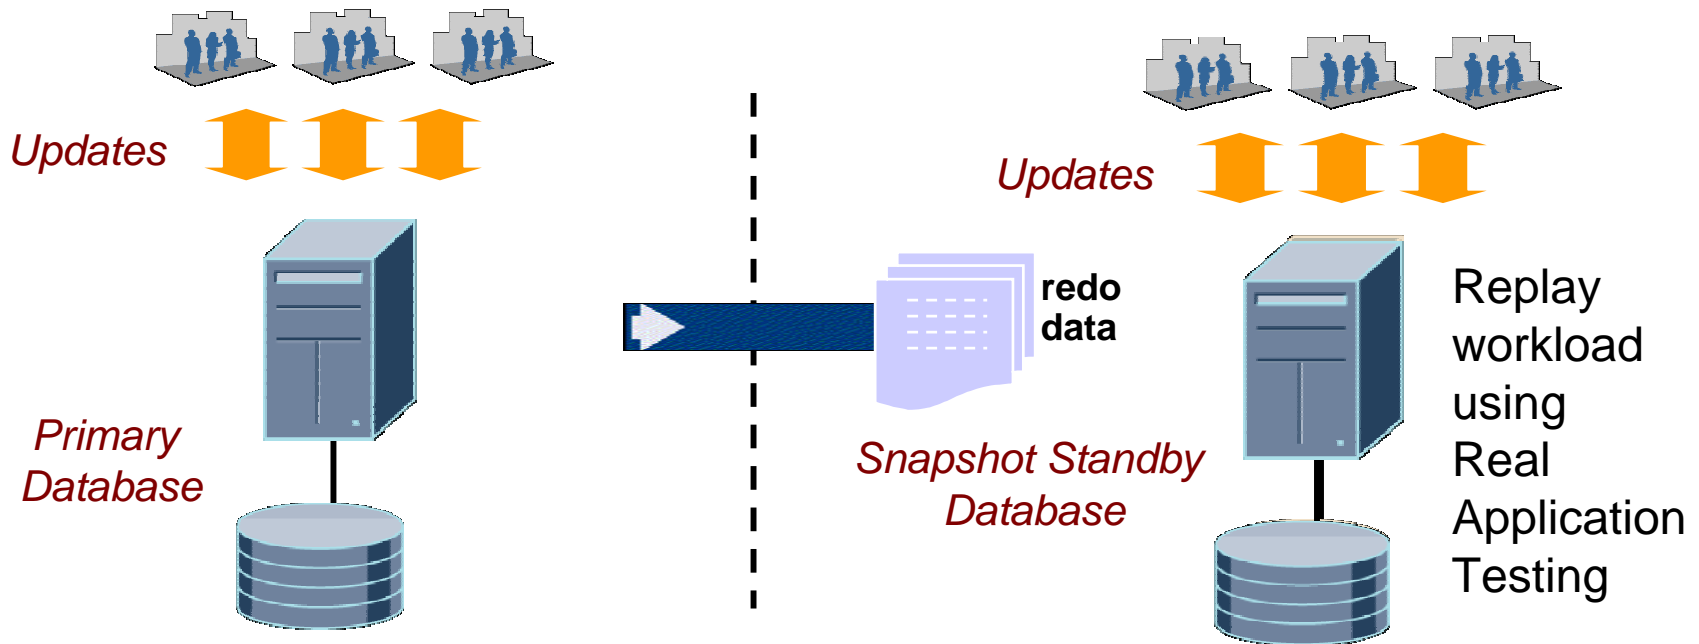 Updates
Primary
Database
Updates
redo
data
Snapshot Standby
Database
Replay
workload
using
Real
Application
Testing